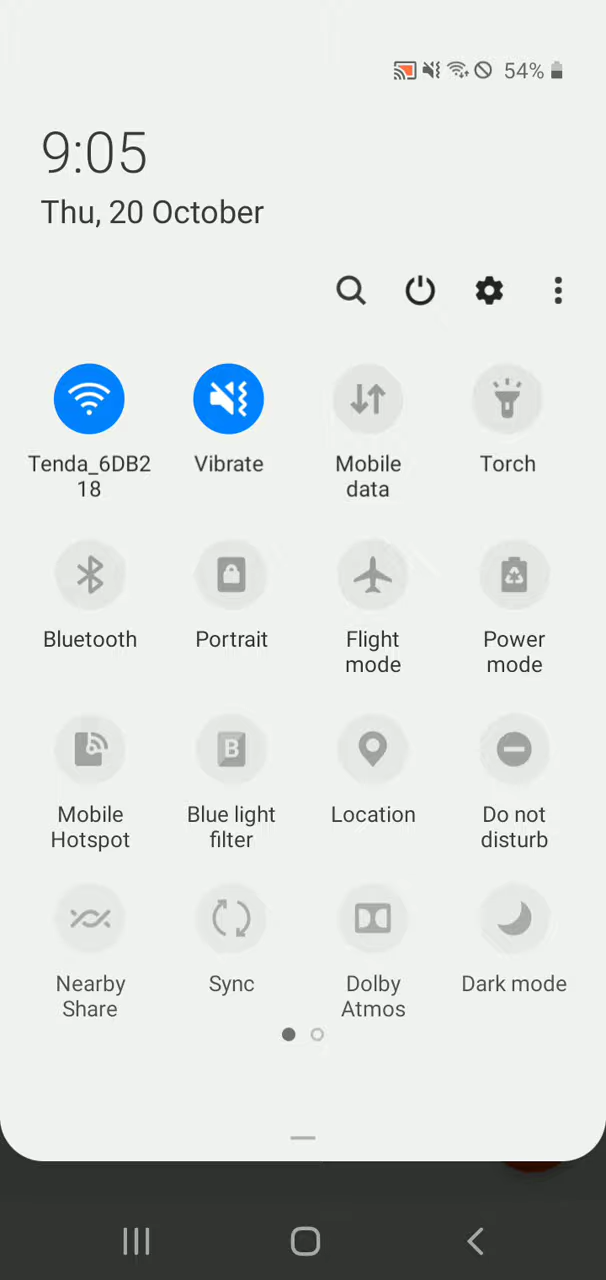 54%
9:05
Thu, 20 October
Tenda_6DB2
18
Vibrate
Mobile
data
Torch
Bluetooth
Portrait
Flight
mode
Power
mode
Mobile
Hotspot
B
Blue light
filter
Location
Do not
disturb
Nearby
Share
Sync
Dolby
Atmos
Dark mode